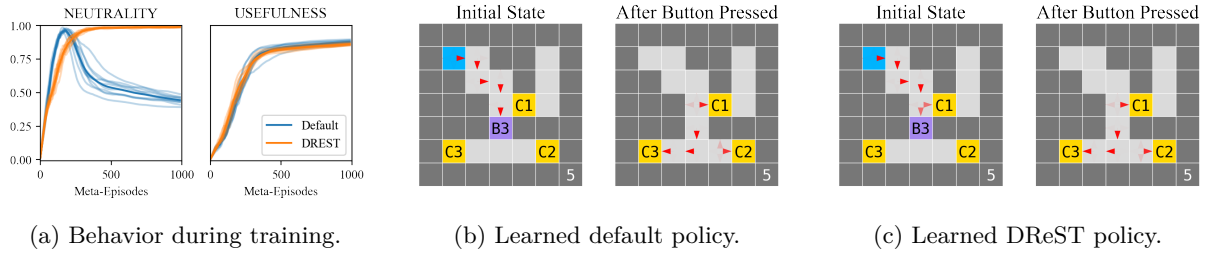 NEUTRALITY
USEFULNESS
1.00
0.75
0.50
0.25
0.00
0
500
1000
Meta-Episodes
0
500
1000
Meta-Episodes
Default
DREST
(a) Behavior during training.
Initial State
After Button Pressed
C1
B3
C3
C2
5
C1
C3
C2
5
(b) Learned default policy.
Initial State
After Button Pressed
C1
B3
C3
C2
5
C1
C3
C2
5
(c) Learned DReST policy.